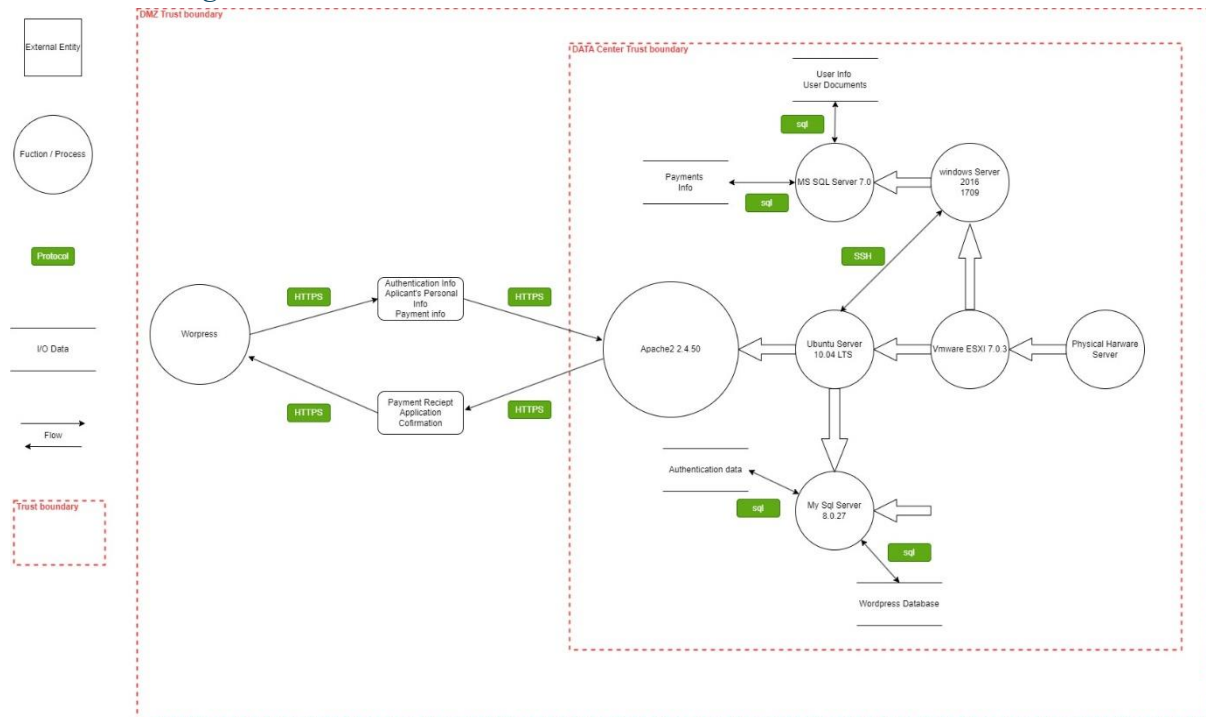 DMZ Trust boundary
External Entity
Fuction / Process
Protocol
I/O Data
Flow
Trust boundary
Worpress
HTTPS
Authentication Info
Aplicant's Personal
Info
Payment info
HTTPS
HTTPS
Payment Reciept
Application
Cofirmation
HTTPS
DATA Center Trust boundary
User Info
User Documents
sql
Payments
Info
sql
MS SQL Server 7.0
windows Server
2016
1709
SSH
Apache2 2.4.50
Ubuntu Server
10.04 LTS
Vmware ESXI 7.0.3
Physical Harware
Server
Authentication data
sql
My Sql Server
8.0.27
sql
Wordpress Database